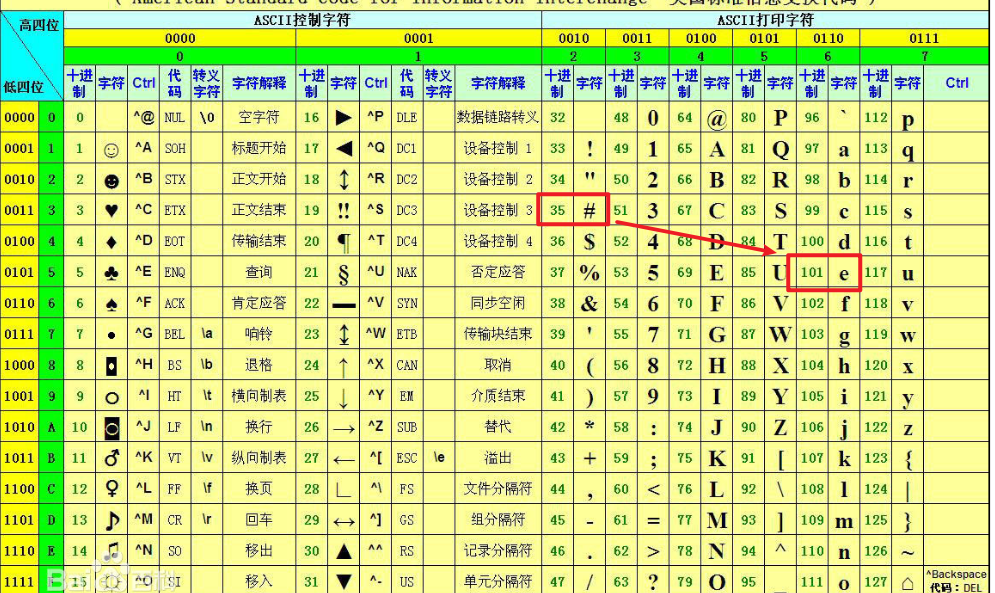 ( American Standard Code for Information Interchange 美国标准信息交换代码 )
高四位 ASCII控制字符 ASCII打印字符
0000 0001 0010 0011 0100 0101 0110 0111
0 1 2 3 4 5 6 7
低四位 十进制 字符 Ctrl 代码 转义字符 字符解释 十进制 字符 Ctrl 代码 转义字符 字符解释 十进制 字符 十进制 字符 十进制 字符 十进制 字符 十进制 字符 十进制 字符 Ctrl
0000 0 0 ^@ NUL \0 空字符 16 ► ^P DLE 数据链路转义 32 48 0 64 @ 80 P 96 ` 112 p
0001 1 1 ☺ ^A SOH 标题开始 17 ◄ ^Q DC1 设备控制 1 33 ! 49 1 65 A 81 Q 97 a 113 q
0010 2 2 ☻ ^B STX 正文开始 18 ↕ ^R DC2 设备控制 2 34 " 50 2 66 B 82 R 98 b 114 r
0011 3 3 ♥ ^C ETX 正文结束 19 ‼ ^S DC3 设备控制 3 35 # 51 3 67 C 83 S 99 c 115 s
0100 4 4 ♦ ^D EOT 传输结束 20 ¶ ^T DC4 设备控制 4 36 $ 52 4 68 D 84 T 100 d 116 t
0101 5 5 ♣ ^E ENQ 查询 21 § ^U NAK 否定应答 37 % 53 5 69 E 85 U 101 e 117 u
0110 6 6 ♠ ^F ACK 肯定应答 22 ▬ ^V SYN 同步空闲 38 & 54 6 70 F 86 V 102 f 118 v
0111 7 7 • ^G BEL \a 响铃 23 ↨ ^W ETB 传输块结束 39 ' 55 7 71 G 87 W 103 g 119 w
1000 8 8 ◘ ^H BS \b 退格 24 ↑ ^X CAN 取消 40 ( 56 8 72 H 88 X 104 h 120 x
1001 9 9 ○ ^I HT \t 横向制表 25 ↓ ^Y EM 介质结束 41 ) 57 9 73 I 89 Y 105 i 121 y
1010 A 10 ◙ ^J LF \n 换行 26 → ^Z SUB 替代 42 * 58 : 74 J 90 Z 106 j 122 z
1011 B 11 ♂ ^K VT \v 纵向制表 27 ← ^[ ESC \e 溢出 43 + 59 ; 75 K 91 [ 107 k 123 {
1100 C 12 ♀ ^L FF \f 换页 28 ∟ ^\ FS 文件分隔符 44 , 60 < 76 L 92 \ 108 l 124 |
1101 D 13 ♪ ^M CR \r 回车 29 ↔ ^] GS 组分隔符 45 - 61 = 77 M 93 ] 109 m 125 }
1110 E 14 ♫ ^N SO 移出 30 ▲ ^^ RS 记录分隔符 46 . 62 > 78 N 94 ^ 110 n 126 ~
1111 15 ^O SI 移入 31 ▼ ^- US 单元分隔符 47 / 63 ? 79 O 95 _ 111 o 127 ⌂ ^Backspace 代码：DEL
Bai 百科